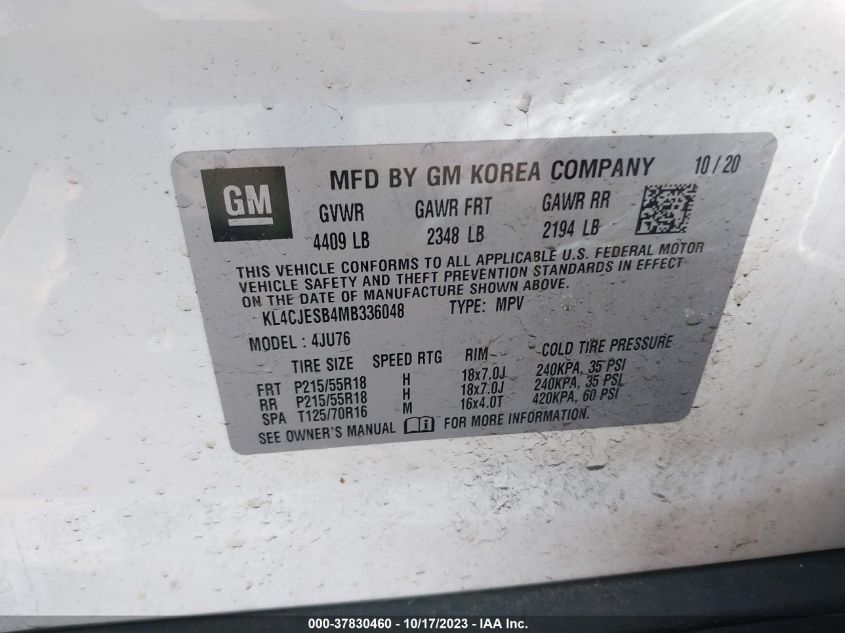 GM
MFD BY GM KOREA COMPANY 10/20
GVWR GAWR FRT GAWR RR
4409 LB 2348 LB 2194 LB
THIS VEHICLE CONFORMS TO ALL APPLICABLE U.S. FEDERAL MOTOR
VEHICLE SAFETY AND THEFT PREVENTION STANDARDS IN EFFECT
ON THE DATE OF MANUFACTURE SHOWN ABOVE.
KL4CJESB4MB336048 TYPE: MPV
MODEL : 4JU76
TIRE SIZE SPEED RTG RIM COLD TIRE PRESSURE
FRT P215/55R18 H 18x7.0J 240KPA, 35 PSI
RR P215/55R18 H 18x7.0J 240KPA, 35 PSI
SPA T125/70R16 M 16x4.0T 420KPA, 60 PSI
SEE OWNER'S MANUAL FOR MORE INFORMATION.
000-37830460 - 10/17/2023 - IAA Inc.